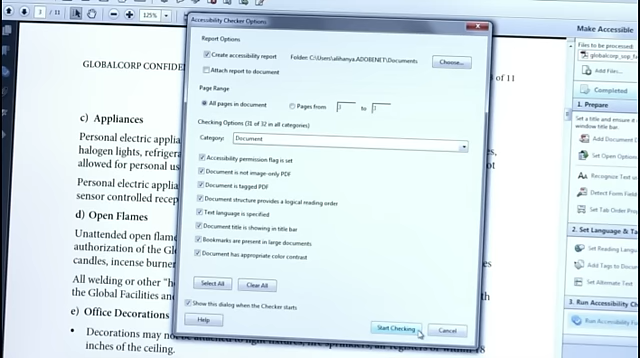 3 / 11
125%
GLOBALCORP CONFIDE
of 11
c) Appliances
Personal electric applia
halogen lights, refrigera
allowed for personal us
Personal electric applia
sensor controlled recep
d) Open Flames
Unattended open flame
authorization of the Gl
candles, incense burner
All welding or other "h
the Global Facilities an
e) Office Decorations
• Decorations may
inches of the ceiling.
Accessibility Checker Options
Report Options
Create accessibility report
Folder: C:\Users\alihanya.ADOBENET\Documents
Choose...
Attach report to document
Page Range
All pages in document
Pages from
to
Checking Options (31 of 32 in all categories)
Category: Document
Accessibility permission flag is set
Document is not image-only PDF
Document is tagged PDF
Document structure provides a logical reading order
Text language is specified
Document title is showing in title bar
Bookmarks are present in large documents
Document has appropriate color contrast
Select All
Clear All
Show this dialog when the Checker starts
Help
Start Checking
Cancel
Make Accessible
Files to be processed:
globalcorp_sop_fa
Add Files...
Completed
1. Prepare
Set a title and ensure it
window title bar.
Add Document D
Set Open Option
Recognize Text u
Detect Form Field
Set Tab Order Pro
2. Set Language & Ta
Set Reading Langu
Add Tags to Docum
Set Alternate Text
3. Run Accessibility Ch
Run Accessibility F